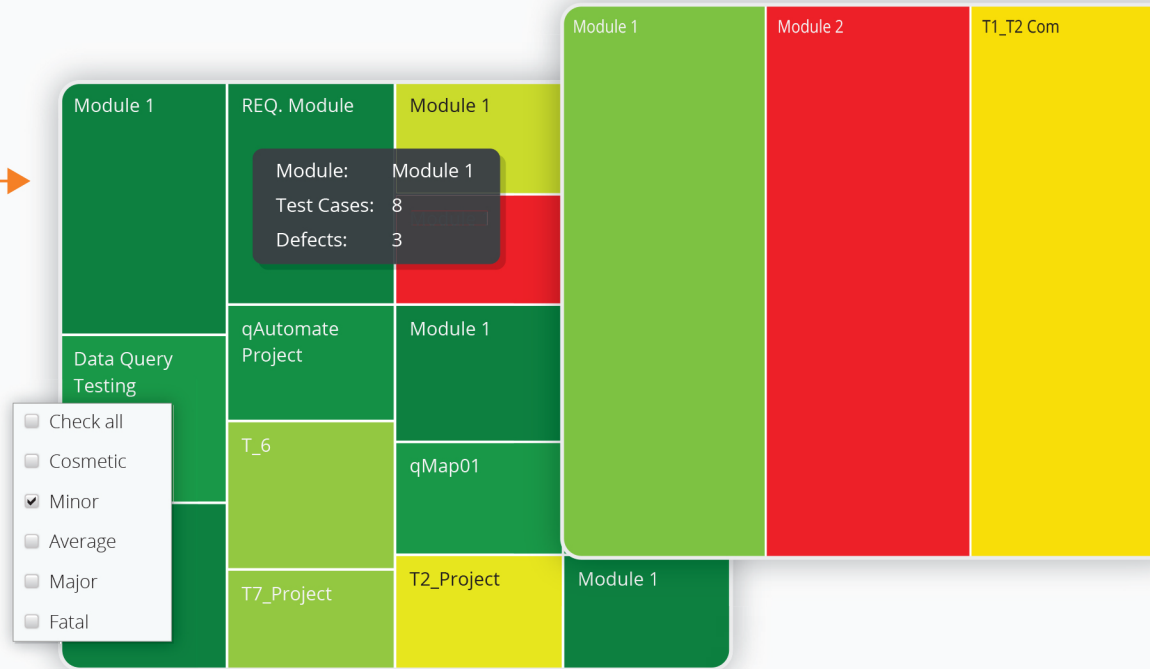 Module 1
Module 2
T1_T2 Com
Module 1
REQ. Module
Module 1
Module: Module 1
Test Cases: 8
Defects: 3
qAutomate
Project
Module 1
Data Query
Testing
Check all
Cosmetic
Minor
Average
Major
Fatal
T_6
qMap01
T7_Project
T2_Project
Module 1